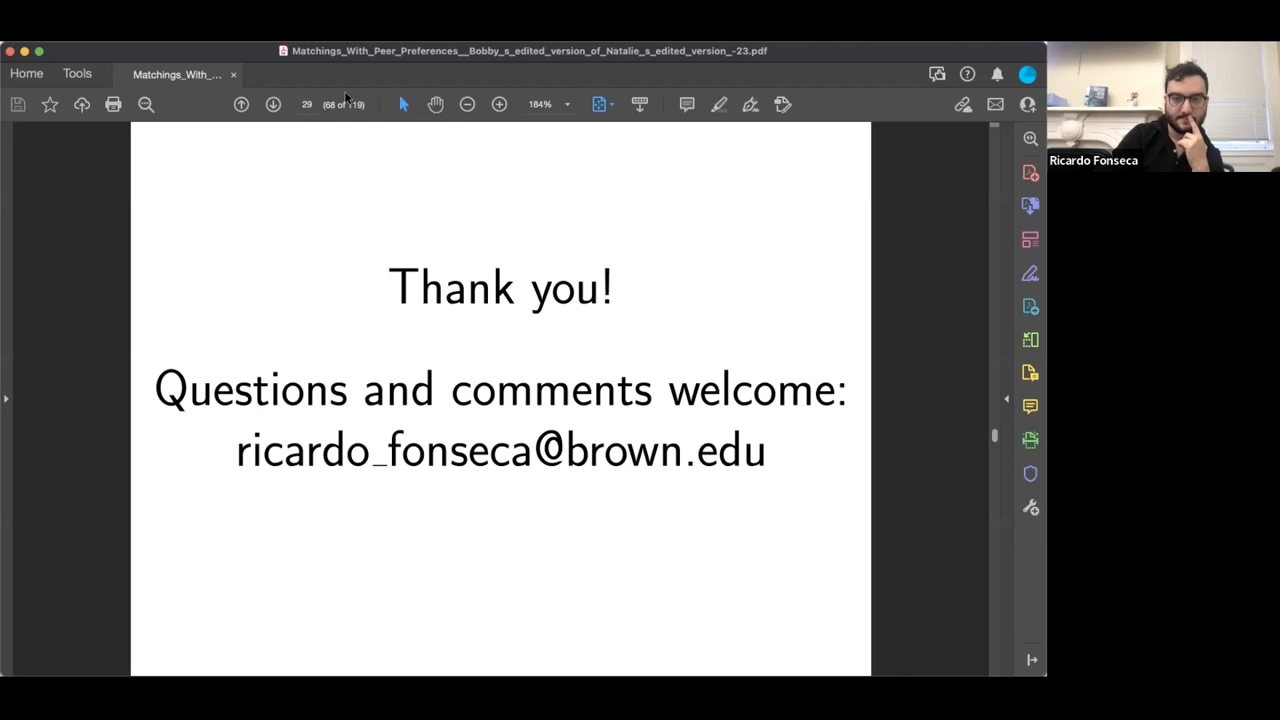 Matchings_With_Peer_Preferences__Bobby_s_edited_version_of_Natalie_s_edited_version_-23.pdf
Home
Tools
Matchings_With_...
29
184%
Thank you!
Questions and comments welcome:
ricardo_fonseca@brown.edu
Ricardo Fonseca